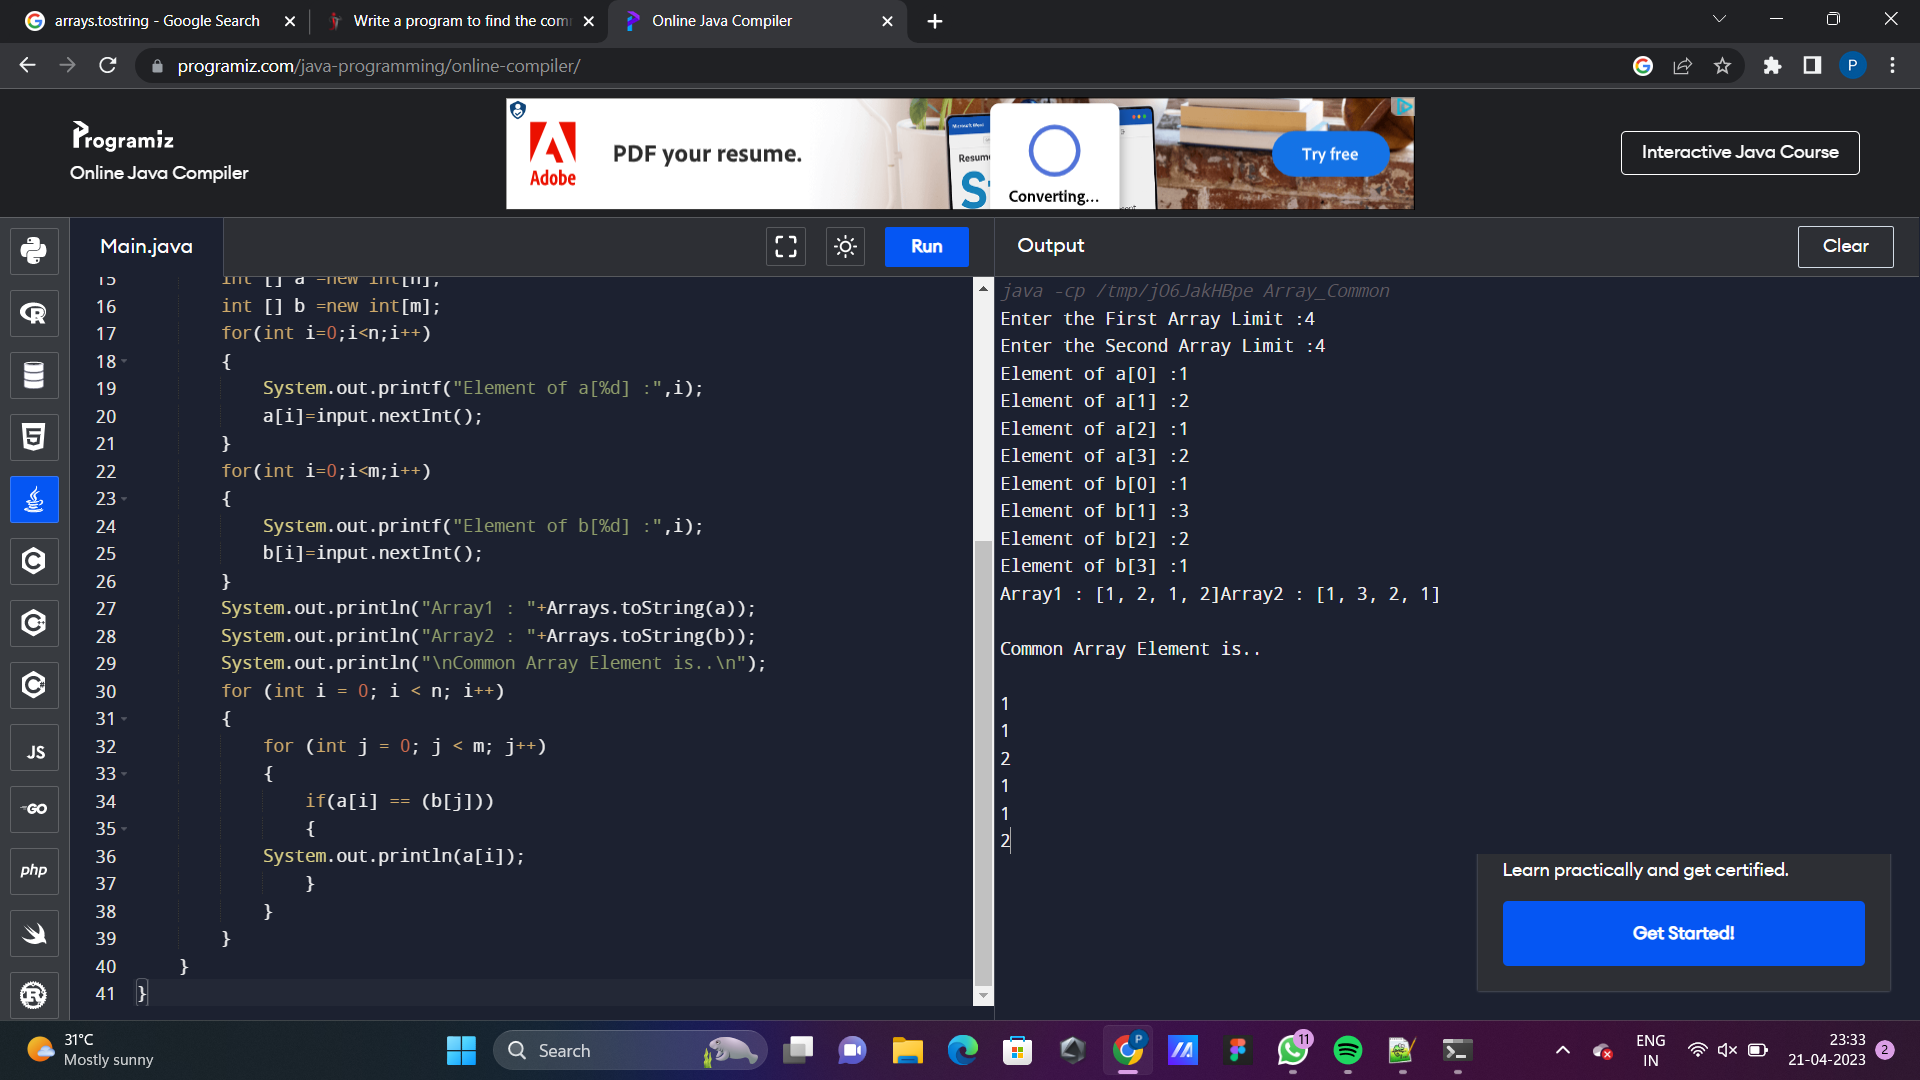 arrays.tostring - Google Search
Write a program to find the com
Online Java Compiler
programiz.com/java-programming/online-compiler/
P
Programiz
Online Java Compiler
Adobe
PDF your resume.
Microsoft Word
Resum
St
Converting...
Try free
Interactive Java Course
Main.java
Run
Output
Clear
15 int [] a =new int[n];
16 int [] b =new int[m];
17 for(int i=0;i<n;i++)
18 {
19 System.out.printf("Element of a[%d] :",i);
20 a[i]=input.nextInt();
21 }
22 for(int i=0;i<m;i++)
23 {
24 System.out.printf("Element of b[%d] :",i);
25 b[i]=input.nextInt();
26 }
27 System.out.println("Array1 : "+Arrays.toString(a));
28 System.out.println("Array2 : "+Arrays.toString(b));
29 System.out.println("\nCommon Array Element is..\n");
30 for (int i = 0; i < n; i++)
31 {
32 for (int j = 0; j < m; j++)
33 {
34 if(a[i] == (b[j]))
35 {
36 System.out.println(a[i]);
37 }
38 }
39 }
40 }
41 }
java -cp /tmp/jO6JakHBpe Array_Common
Enter the First Array Limit :4
Enter the Second Array Limit :4
Element of a[0] :1
Element of a[1] :2
Element of a[2] :1
Element of a[3] :2
Element of b[0] :1
Element of b[1] :3
Element of b[2] :2
Element of b[3] :1
Array1 : [1, 2, 1, 2]Array2 : [1, 3, 2, 1]
Common Array Element is..
1
1
2
1
1
2
Learn practically and get certified.
Get Started!
R
5
C
C++
C#
JS
GO
php
R
31°C
Mostly sunny
Search
P
11
ENG
IN
23:33
21-04-2023
2